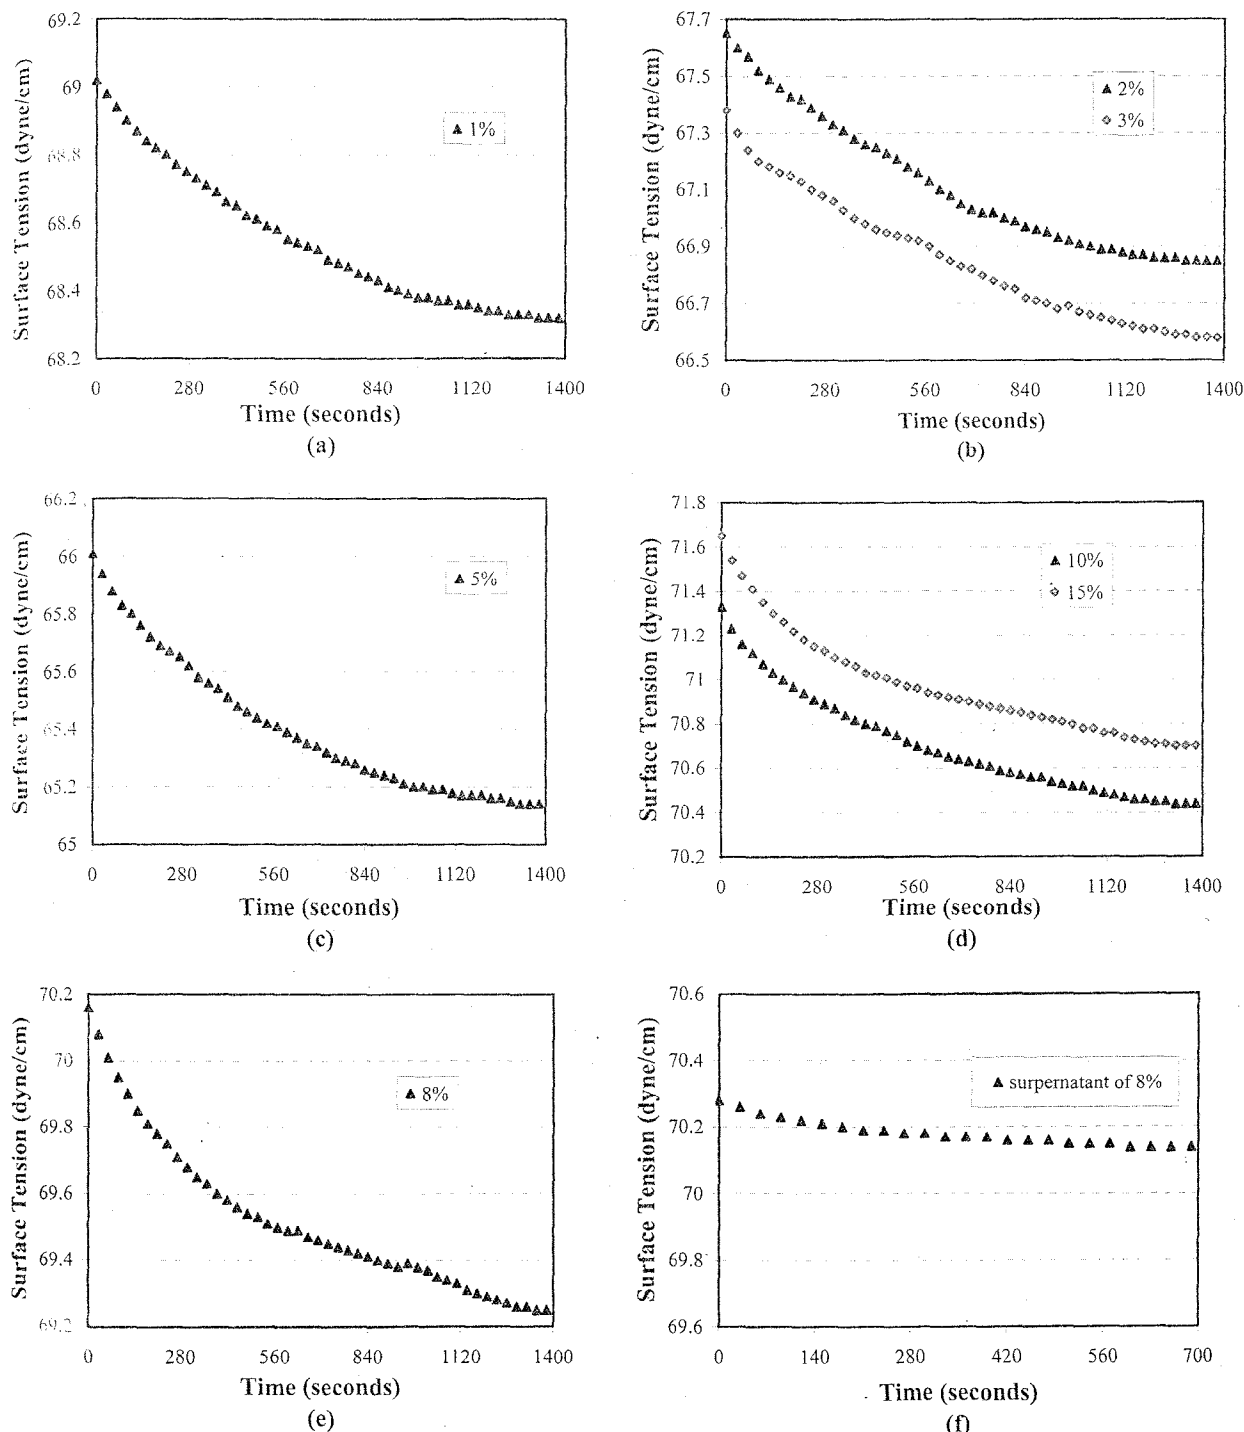 69.2
69
68.8
68.6
68.4
68.2
Surface Tension (dyne/cm)
1%
0 280 560 840 1120 1400
Time (seconds)
(a)
67.7
67.5
67.3
67.1
66.9
66.7
66.5
Surface Tension (dyne/cm)
2%
3%
0 280 560 840 1120 1400
Time (seconds)
(b)
66.2
66
65.8
65.6
65.4
65.2
65
Surface Tension (dyne/cm)
5%
0 280 560 840 1120 1400
Time (seconds)
(c)
71.8
71.6
71.4
71.2
71
70.8
70.6
70.4
70.2
Surface Tension (dyne/cm)
10%
15%
0 280 560 840 1120 1400
Time (seconds)
(d)
70.2
70
69.8
69.6
69.4
69.2
Surface Tension (dyne/cm)
8%
0 280 560 840 1120 1400
Time (seconds)
(e)
70.6
70.4
70.2
70
69.8
69.6
Surface Tension (dyne/cm)
surpernatant of 8%
0 140 280 420 560 700
Time (seconds)
(f)